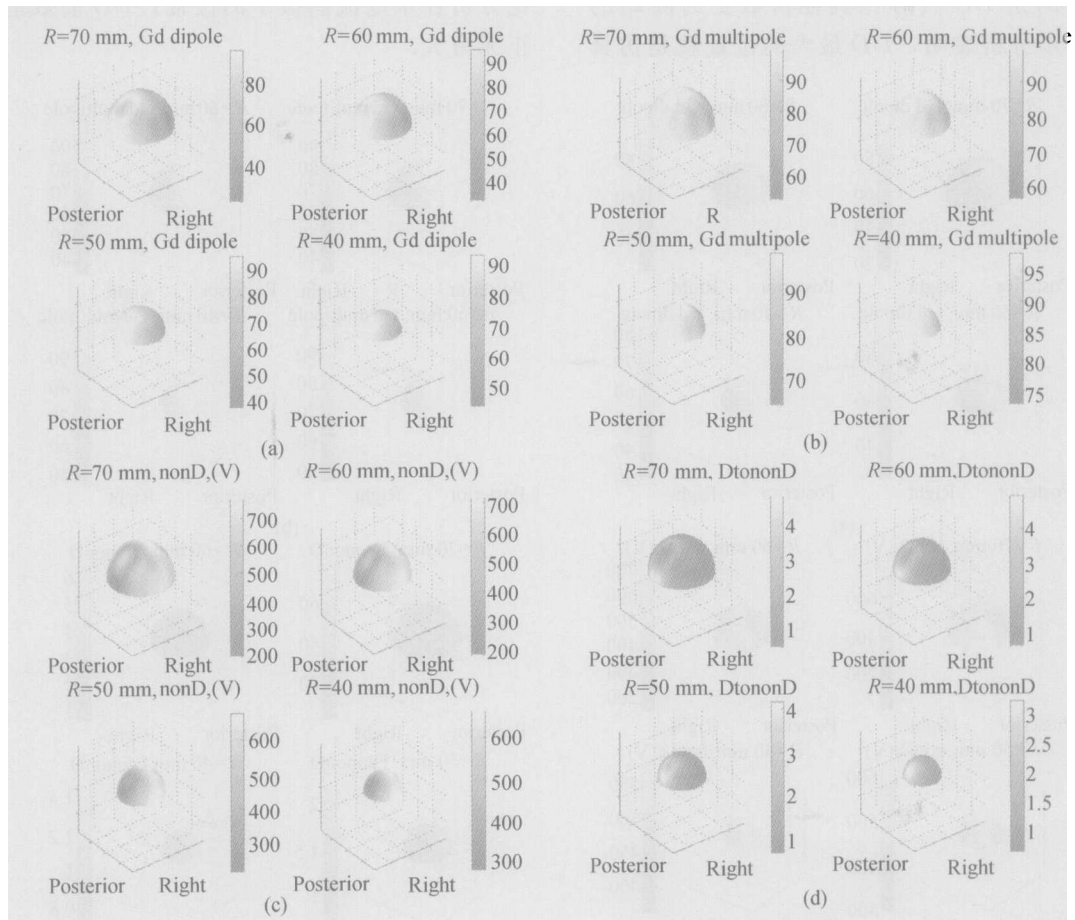 R=70 mm, Gd dipole
80
60
40
Posterior Right
R=60 mm, Gd dipole
90
80
70
60
50
40
Posterior Right
R=50 mm, Gd dipole
90
80
70
60
50
40
Posterior Right
R=40 mm, Gd dipole
90
80
70
60
50
Posterior Right
(a)
R=70 mm, Gd multipole
90
80
70
60
Posterior R
R=60 mm, Gd multipole
90
80
70
60
Posterior Right
R=50 mm, Gd multipole
90
80
70
Posterior Right
R=40 mm, Gd multipole
95
90
85
80
75
Posterior Right
(b)
R=70 mm, nonD,(V)
700
600
500
400
300
200
Posterior Right
R=60 mm, nonD,(V)
700
600
500
400
300
200
Posterior Right
R=50 mm, nonD,(V)
600
500
400
300
Posterior Right
R=40 mm, nonD,(V)
600
500
400
300
Posterior Right
(c)
R=70 mm, DtononD
4
3
2
1
Posterior Right
R=60 mm,DtononD
4
3
2
1
Posterior Right
R=50 mm, DtononD
4
3
2
1
Posterior Right
R=40 mm,DtononD
3
2.5
2
1.5
1
Posterior Right
(d)